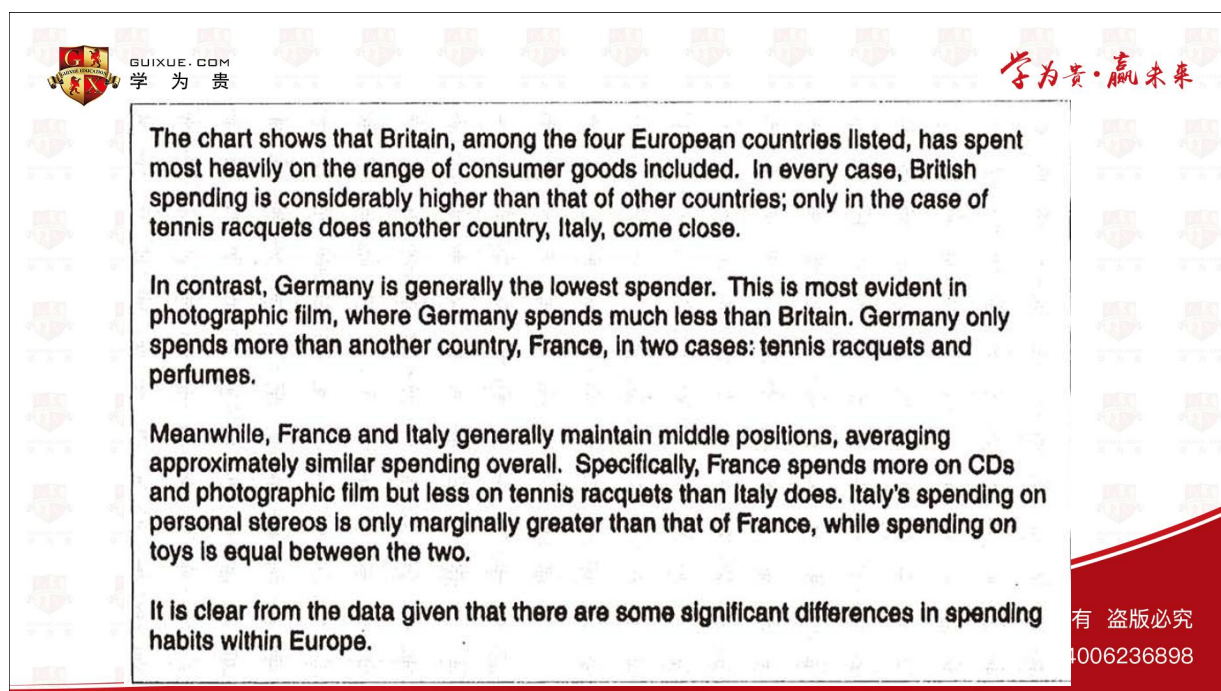 GUIXUE.COM
学为贵
学为贵·赢未来
The chart shows that Britain, among the four European countries listed, has spent
most heavily on the range of consumer goods included. In every case, British
spending is considerably higher than that of other countries; only in the case of
tennis racquets does another country, Italy, come close.
In contrast, Germany is generally the lowest spender. This is most evident in
photographic film, where Germany spends much less than Britain. Germany only
spends more than another country, France, in two cases: tennis racquets and
perfumes.
Meanwhile, France and Italy generally maintain middle positions, averaging
approximately similar spending overall. Specifically, France spends more on CDs
and photographic film but less on tennis racquets than Italy does. Italy's spending on
personal stereos is only marginally greater than that of France, while spending on
toys is equal between the two.
It is clear from the data given that there are some significant differences in spending
habits within Europe.
有 盗版必究
4006236898